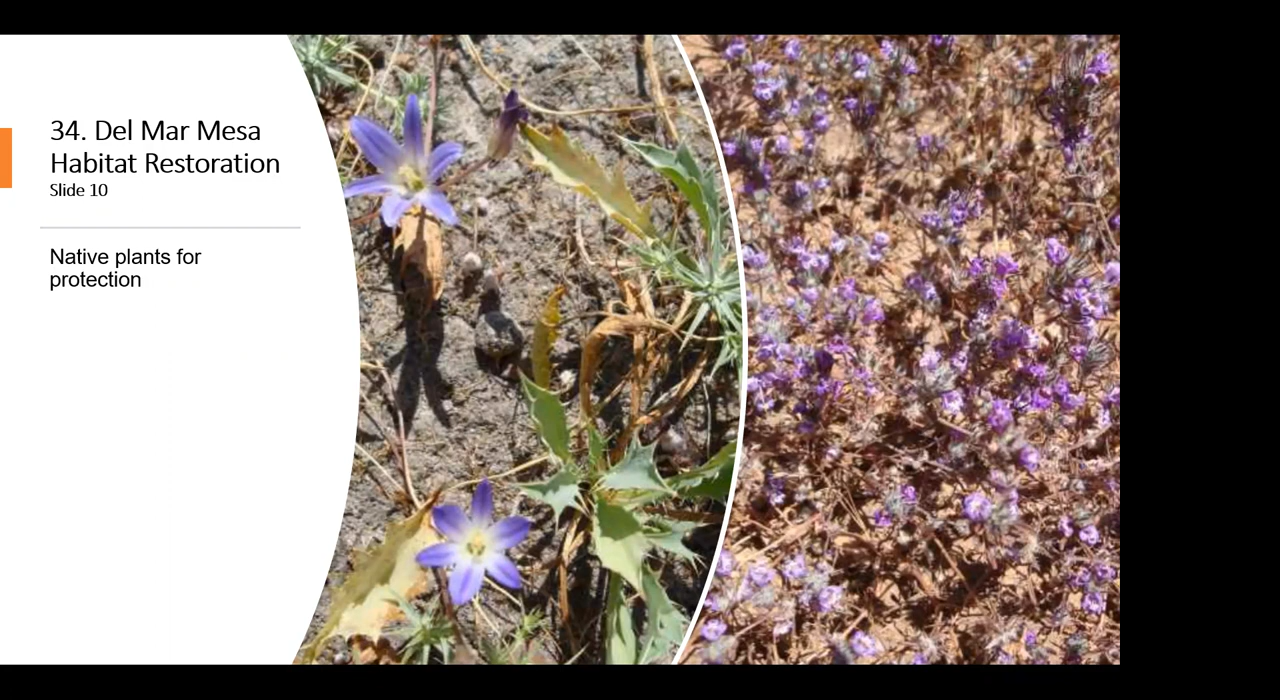 34. Del Mar Mesa
Habitat Restoration
Slide 10
Native plants for
protection